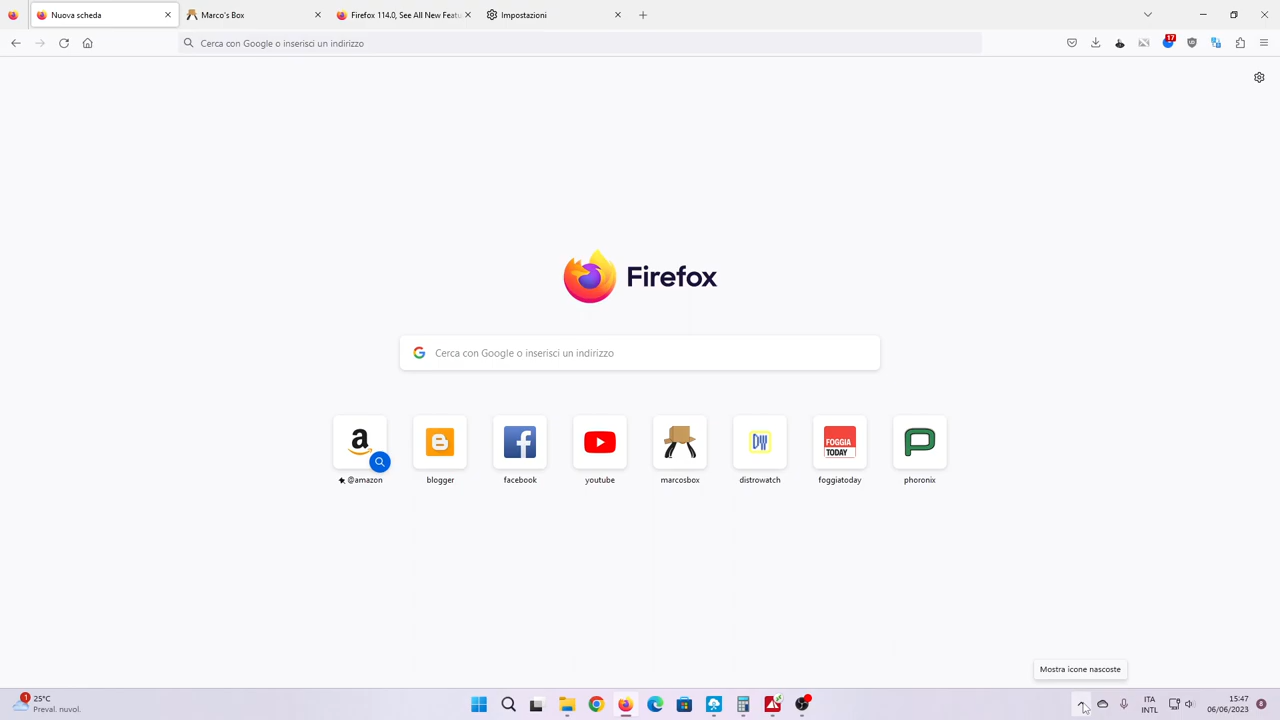 Nuova scheda
Marco's Box
Firefox 114.0, See All New Featu
Impostazioni
Cerca con Google o inserisci un indirizzo
17
Firefox
Cerca con Google o inserisci un indirizzo
a
DW
FOGGIA
TODAY
@amazon
blogger
facebook
youtube
marcosbox
distrowatch
foggiatoday
phoronix
Mostra icone nascoste
1
25°C
Preval. nuvol.
ITA
INTL
15:47
06/06/2023